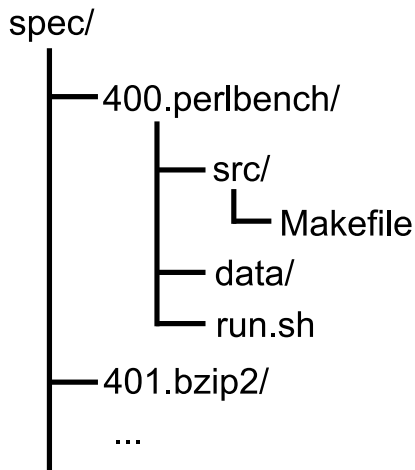 spec/
400.perlbench/
src/
Makefile
data/
run.sh
401.bzip2/
...